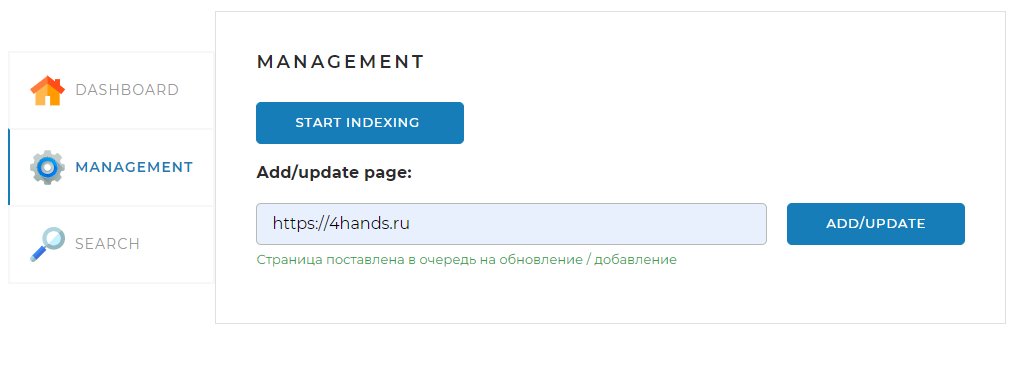 DASHBOARD
MANAGEMENT
SEARCH
MANAGEMENT
START INDEXING
Add/update page:
https://4hands.ru
ADD/UPDATE
Страница поставлена в очередь на обновление / добавление